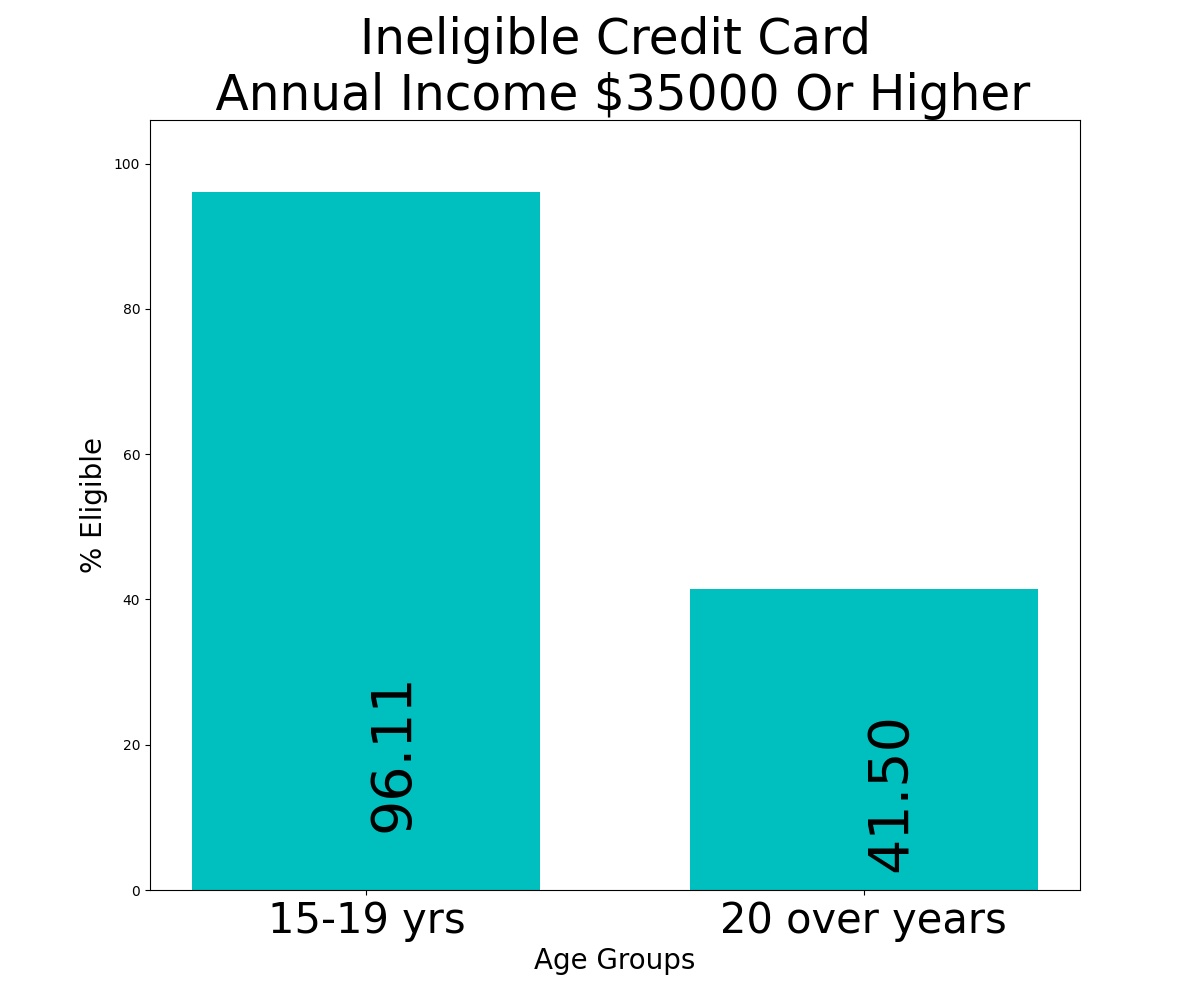 Ineligible Credit Card
Annual Income $35000 Or Higher
% Eligible
100
80
60
40
20
0
96.11
41.50
15-19 yrs
20 over years
Age Groups